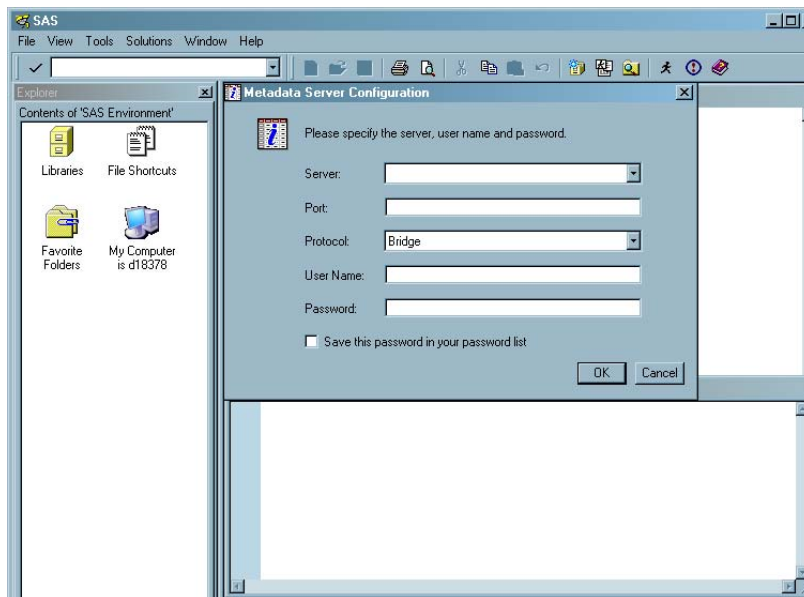 SAS
File View Tools Solutions Window Help
Explorer
Contents of 'SAS Environment'
Libraries
File Shortcuts
Favorite
Folders
My Computer
is d18378
Metadata Server Configuration
Please specify the server, user name and password.
Server:
Port:
Protocol: Bridge
User Name:
Password:
Save this password in your password list
OK Cancel